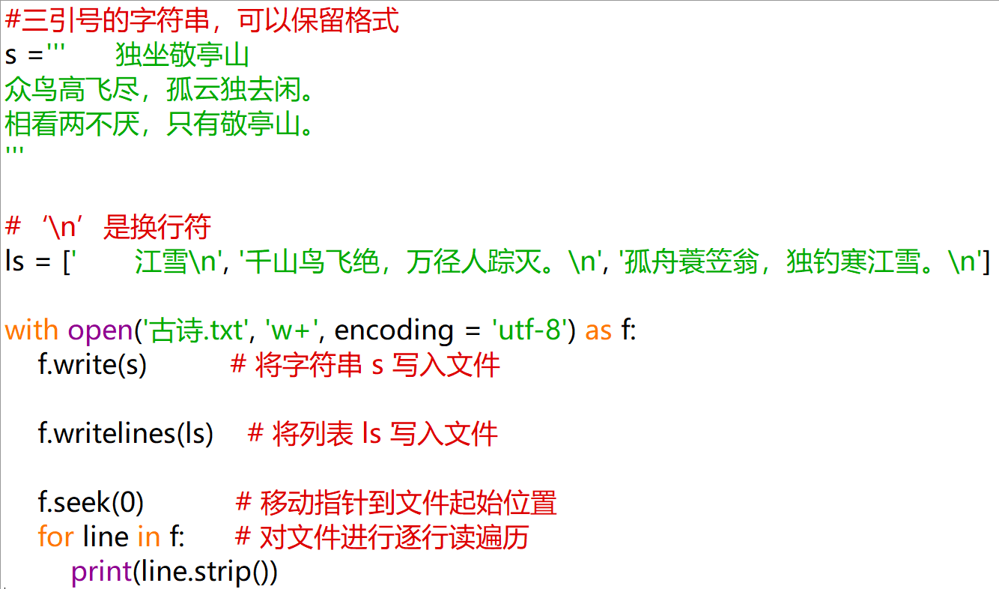 #三引号的字符串，可以保留格式
s ='''      独坐敬亭山
众鸟高飞尽，孤云独去闲。
相看两不厌，只有敬亭山。
'''
# ‘\n’ 是换行符
ls = ['       江雪\n', '千山鸟飞绝，万径人踪灭。\n', '孤舟蓑笠翁，独钓寒江雪。\n']
with open('古诗.txt', 'w+', encoding = 'utf-8') as f:
    f.write(s)          # 将字符串 s 写入文件
    f.writelines(ls)    # 将列表 ls 写入文件
    f.seek(0)           # 移动指针到文件起始位置
    for line in f:      # 对文件进行逐行读遍历
        print(line.strip())